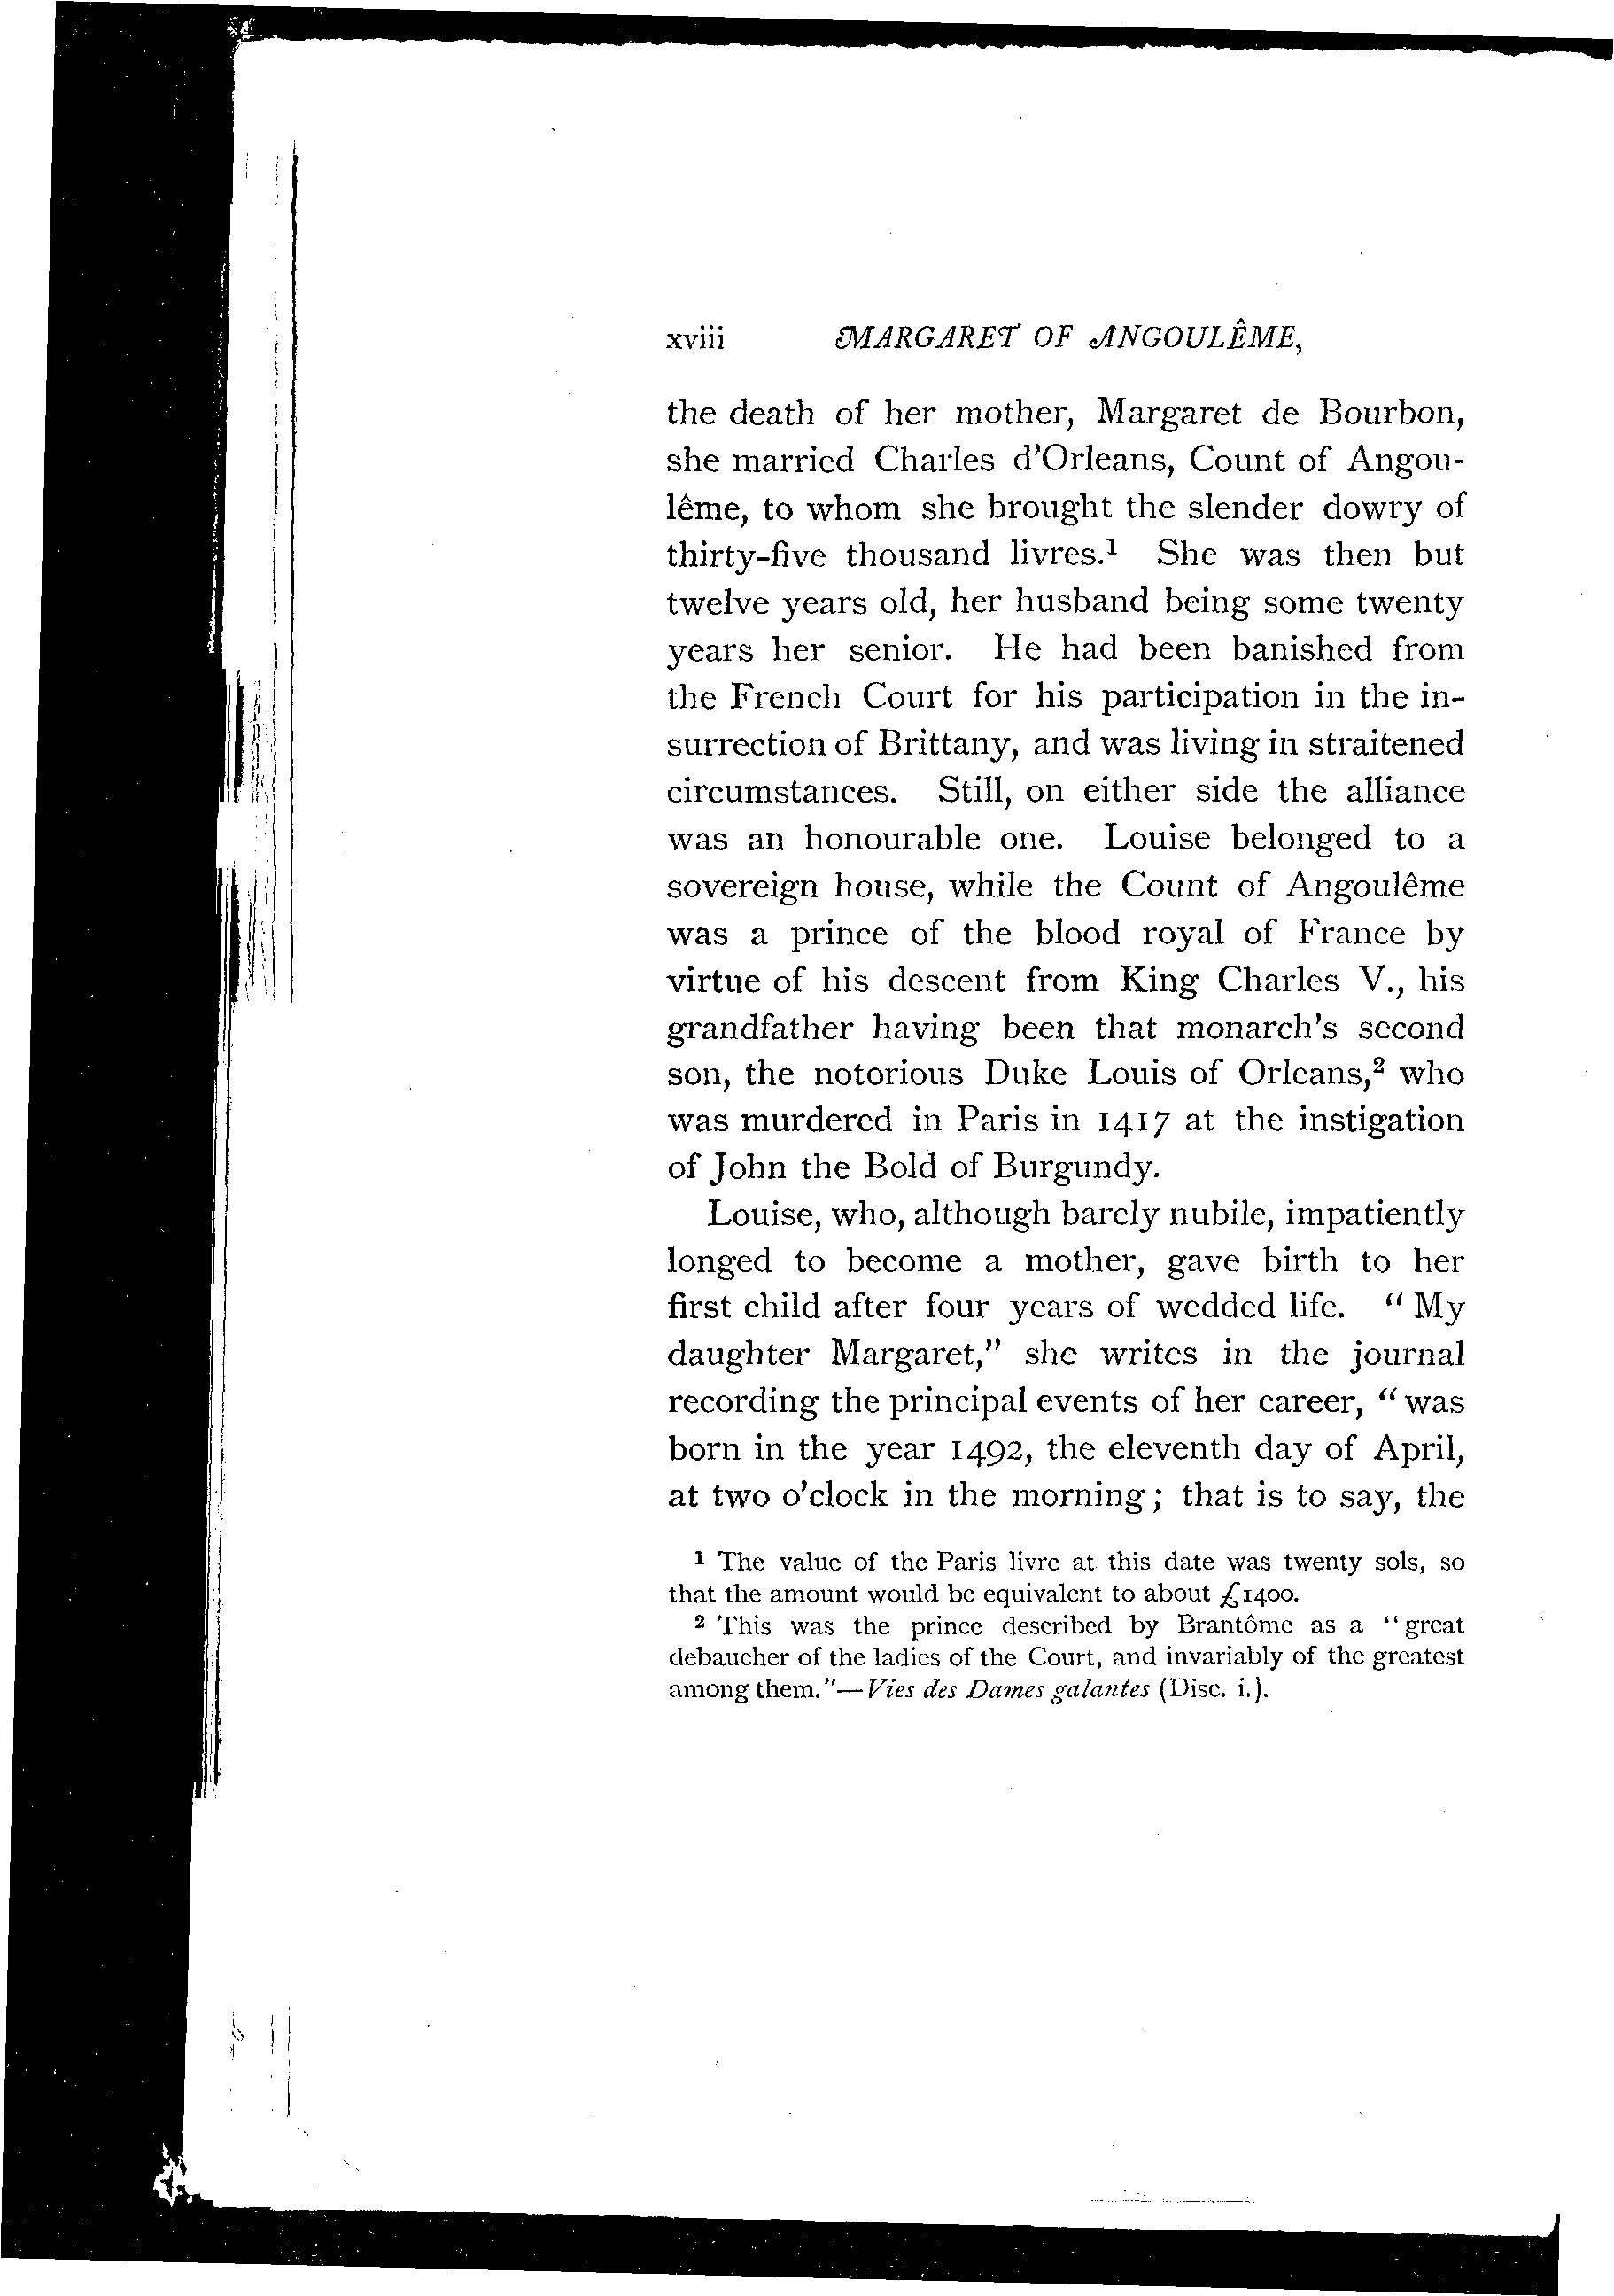 xviii MARGARET OF ANGOULÊME,
the death of her mother, Margaret de Bourbon,
she married Charles d'Orleans, Count of Angou-
lême, to whom she brought the slender dowry of
thirty-five thousand livres.¹ She was then but
twelve years old, her husband being some twenty
years her senior. He had been banished from
the French Court for his participation in the in-
surrection of Brittany, and was living in straitened
circumstances. Still, on either side the alliance
was an honourable one. Louise belonged to a
sovereign house, while the Count of Angoulême
was a prince of the blood royal of France by
virtue of his descent from King Charles V., his
grandfather having been that monarch's second
son, the notorious Duke Louis of Orleans,² who
was murdered in Paris in 1417 at the instigation
of John the Bold of Burgundy.
Louise, who, although barely nubile, impatiently
longed to become a mother, gave birth to her
first child after four years of wedded life. "My
daughter Margaret," she writes in the journal
recording the principal events of her career, "was
born in the year 1492, the eleventh day of April,
at two o'clock in the morning; that is to say, the
¹ The value of the Paris livre at this date was twenty sols, so
that the amount would be equivalent to about £1400.
² This was the prince described by Brantôme as a "great
debaucher of the ladies of the Court, and invariably of the greatest
among them."—Vies des Dames galantes (Disc. i.).